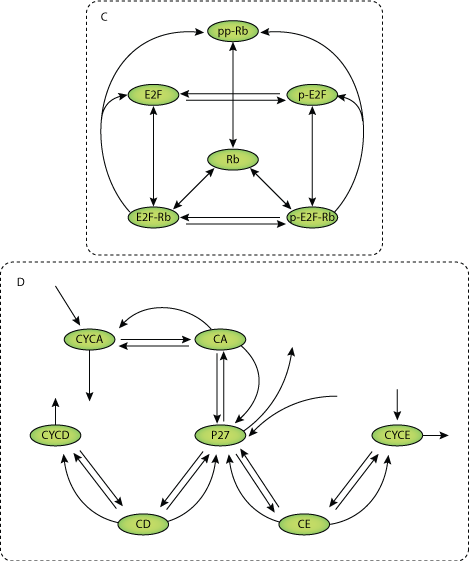 C
pp-Rb
E2F
p-E2F
Rb
E2F-Rb
p-E2F-Rb
D
CYCA
CA
CYCD
P27
CYCE
CD
CE